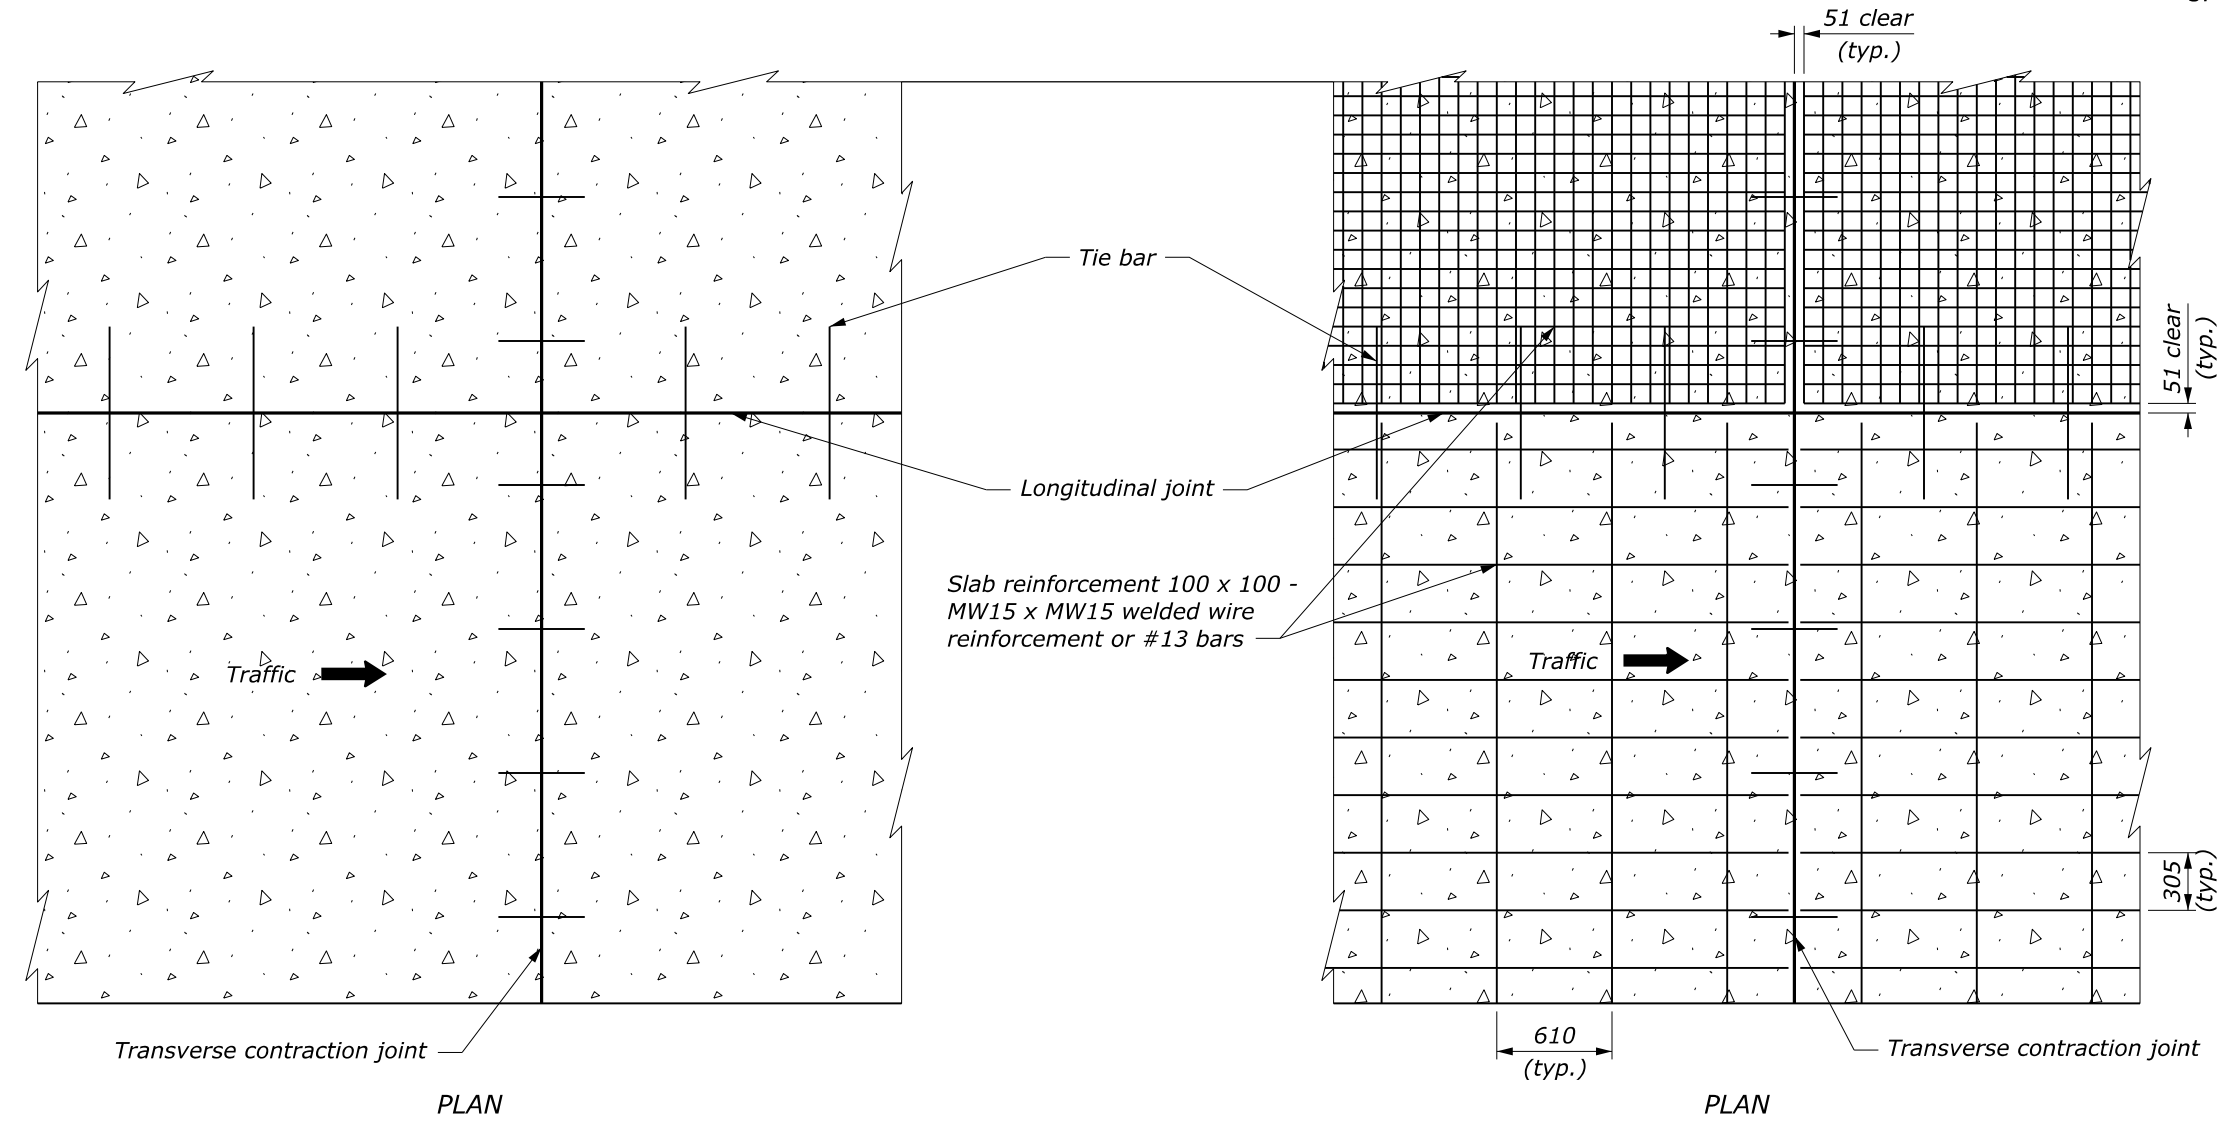 51 clear
(typ.)
Tie bar
51 clear
(typ.)
Longitudinal joint
Slab reinforcement 100 x 100 -
MW15 x MW15 welded wire
reinforcement or #13 bars
Traffic
Traffic
305
(typ.)
610
(typ.)
Transverse contraction joint
Transverse contraction joint
PLAN
PLAN